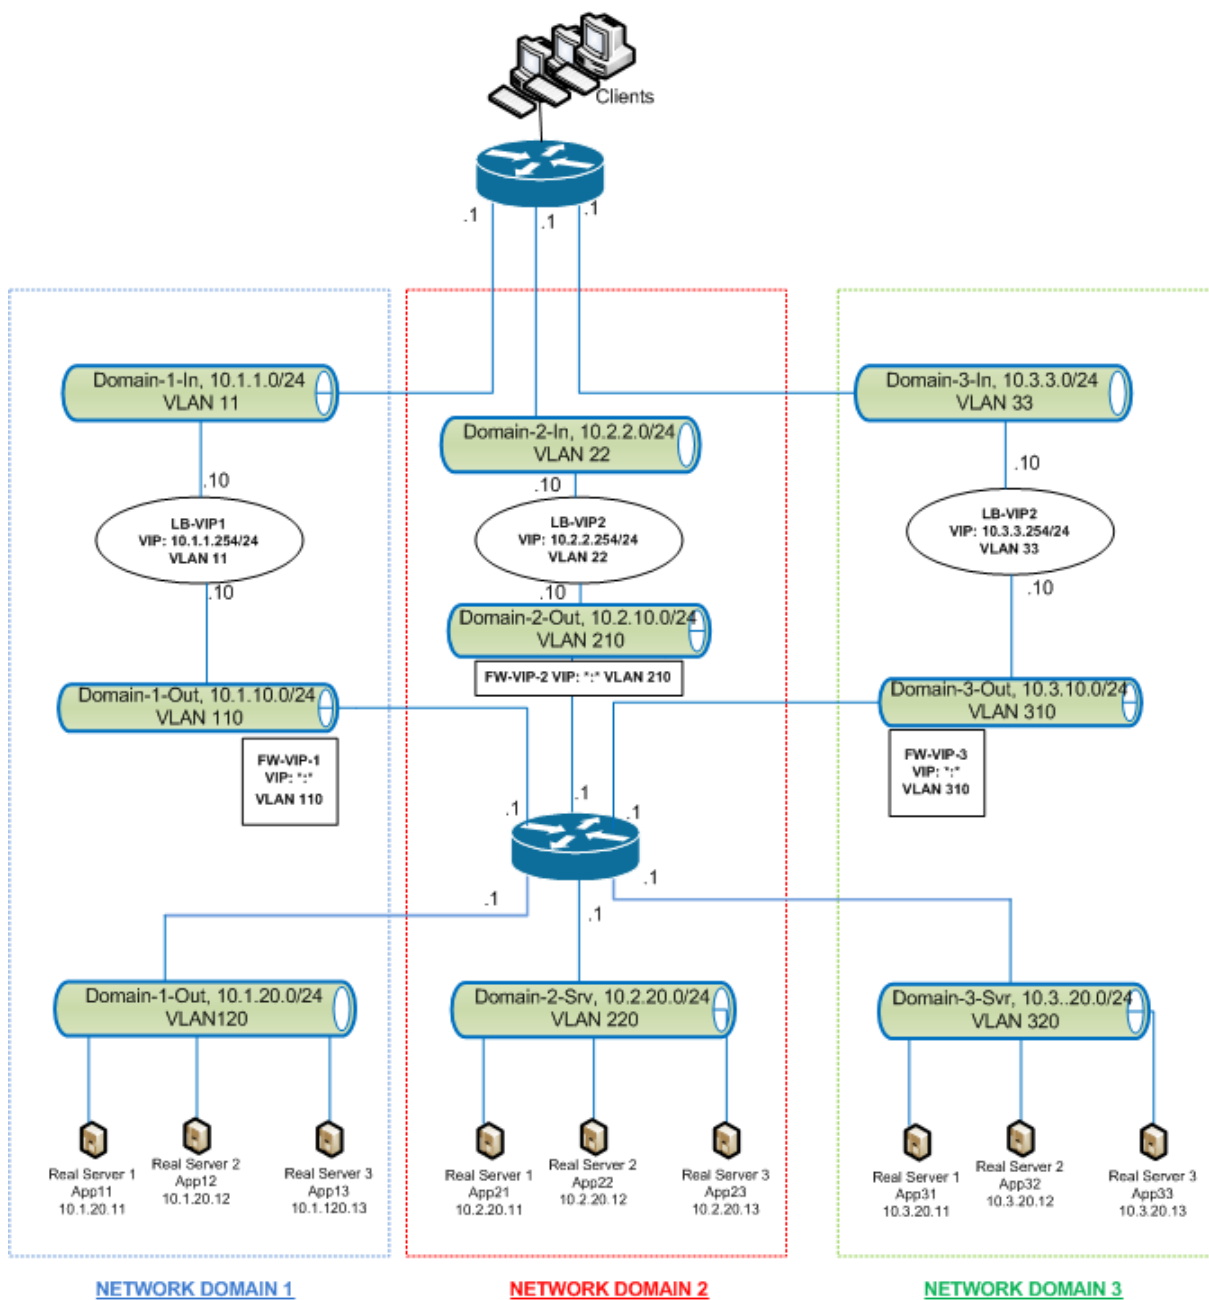 Clients
.1
.1
.1
Domain-1-In, 10.1.1.0/24
VLAN 11
Domain-3-In, 10.3.3.0/24
VLAN 33
Domain-2-In, 10.2.2.0/24
VLAN 22
.10
.10
.10
LB-VIP1
VIP: 10.1.1.254/24
VLAN 11
LB-VIP2
VIP: 10.2.2.254/24
VLAN 22
LB-VIP2
VIP: 10.3.3.254/24
VLAN 33
.10
.10
.10
Domain-2-Out, 10.2.10.0/24
VLAN 210
FW-VIP-2 VIP: *:* VLAN 210
Domain-1-Out, 10.1.10.0/24
VLAN 110
Domain-3-Out, 10.3.10.0/24
VLAN 310
FW-VIP-1
VIP: *:*
VLAN 110
FW-VIP-3
VIP: *:*
VLAN 310
.1
.1
.1
.1
.1
.1
Domain-1-Out, 10.1.20.0/24
VLAN120
Domain-2-Srv, 10.2.20.0/24
VLAN 220
Domain-3-Svr, 10.3..20.0/24
VLAN 320
Real Server 1
App11
10.1.20.11
Real Server 2
App12
10.1.20.12
Real Server 3
App13
10.1.120.13
Real Server 1
App21
10.2.20.11
Real Server 2
App22
10.2.20.12
Real Server 3
App23
10.2.20.13
Real Server 1
App31
10.3.20.11
Real Server 2
App32
10.3.20.12
Real Server 3
App33
10.3.20.13
NETWORK DOMAIN 1
NETWORK DOMAIN 2
NETWORK DOMAIN 3